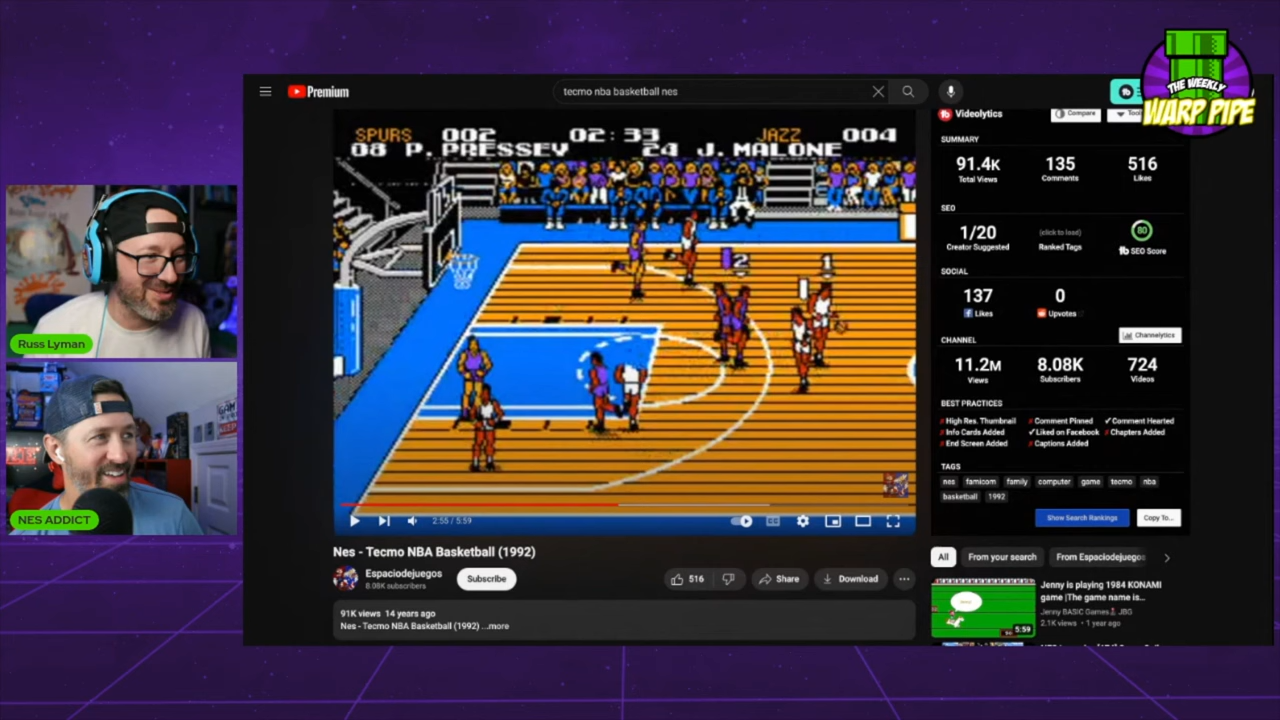 THE WEEKLY
WARP PIPE
Premium
tecmo nba basketball nes
SPURS 002 02:33 JAZZ 004
08 P. PRESSEY 24 J. MALONE
2
1
2:55 / 5:59
Nes - Tecmo NBA Basketball (1992)
Espaciodejuegos
8.08K subscribers
Subscribe
516
Share
Download
91K views 14 years ago
Nes - Tecmo NBA Basketball (1992) ...more
Videolytics
Compare
SUMMARY
91.4K 135 516
Total Views Comments Likes
SEO
1/20 (click to load) 80
Creator Suggested Ranked Tags tb SEO Score
SOCIAL
137 0
Likes Upvotes
CHANNEL
Channelytics
11.2M 8.08K 724
Views Subscribers Videos
BEST PRACTICES
High Res. Thumbnail Comment Pinned Comment Hearted
Info Cards Added Liked on Facebook Chapters Added
End Screen Added Captions Added
TAGS
nes famicom family computer game tecmo nba
basketball 1992
Show Search Rankings Copy To...
All From your search From Espaciodejuegos
Jenny is playing 1984 KONAMI
game |The game name is...
Jenny BASIC Games JBG
2.1K views • 1 year ago
5:59
Russ Lyman
NES ADDICT